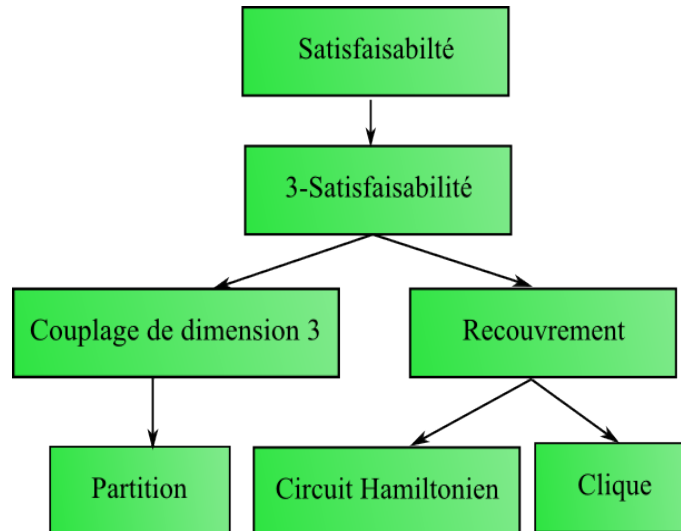 Satisfaisabilté
3-Satisfaisabilité
Couplage de dimension 3
Recouvrement
Partition
Circuit Hamiltonien
Clique